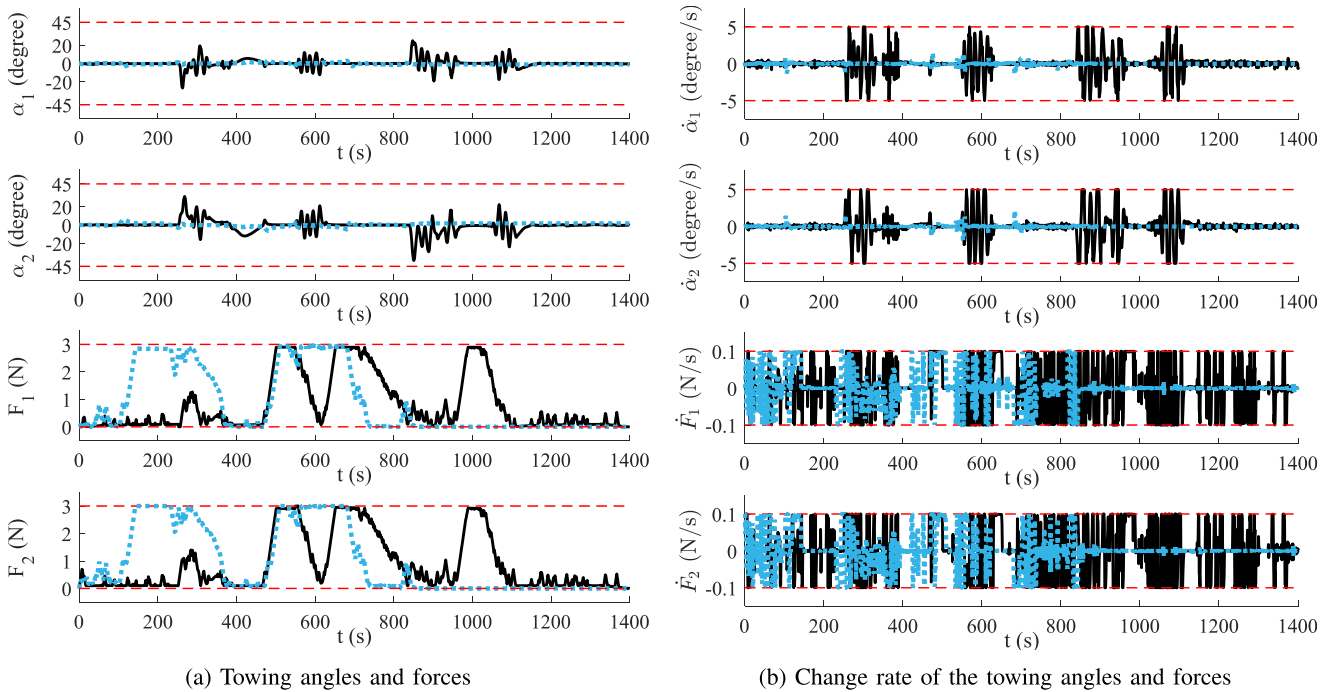 45
20
0
-20
-45
α1 (degree)
0 200 400 600 800 1000 1200 1400
t (s)
45
20
0
-20
-45
α2 (degree)
0 200 400 600 800 1000 1200 1400
t (s)
3
2
1
0
F1 (N)
0 200 400 600 800 1000 1200 1400
t (s)
3
2
1
0
F2 (N)
0 200 400 600 800 1000 1200 1400
t (s)
(a) Towing angles and forces
5
0
-5
α̇1 (degree/s)
0 200 400 600 800 1000 1200 1400
t (s)
5
0
-5
α̇2 (degree/s)
0 200 400 600 800 1000 1200 1400
t (s)
0.1
0
-0.1
Ḟ1 (N/s)
0 200 400 600 800 1000 1200 1400
t (s)
0.1
0
-0.1
Ḟ2 (N/s)
0 200 400 600 800 1000 1200 1400
t (s)
(b) Change rate of the towing angles and forces